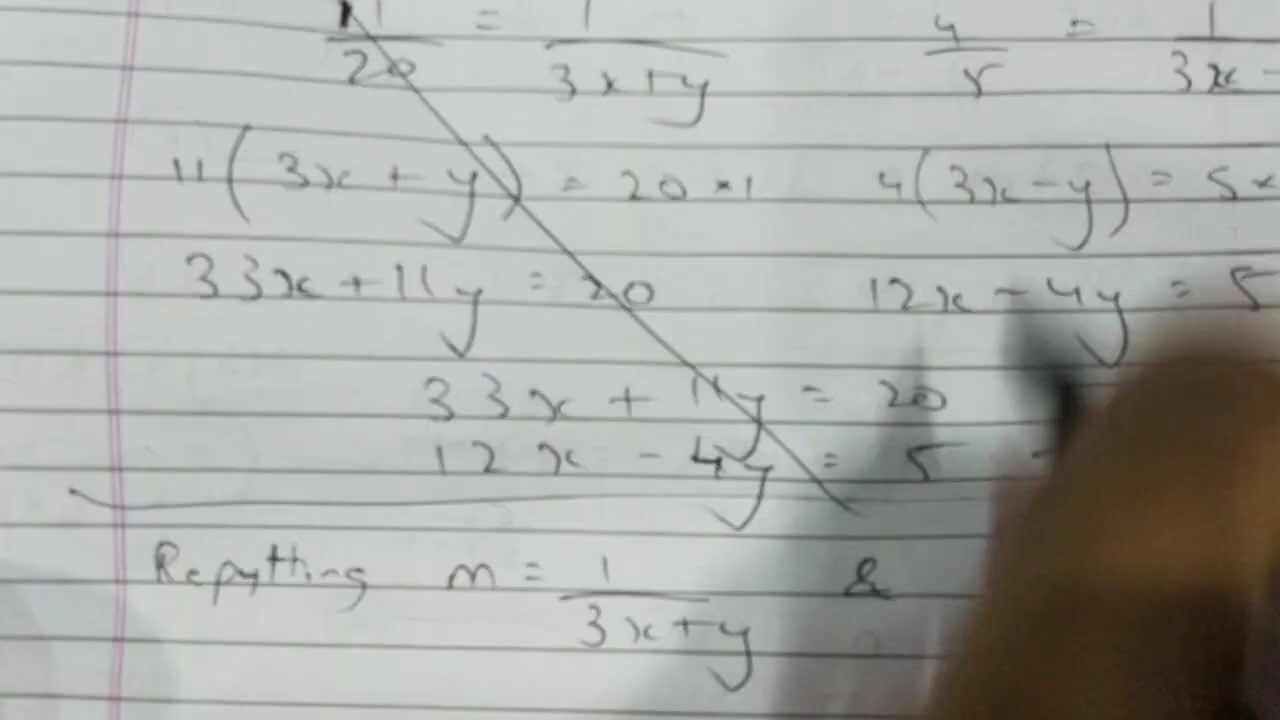 11/20 = 1/(3x+y) 4/5 = 1/(3x-
11(3x+y) = 20×1 4(3x-y) = 5×
33x+11y = 20 12x-4y = 5
33x + 11y = 20
12x - 4y = 5
Reputting m = 1/(3x+y) &